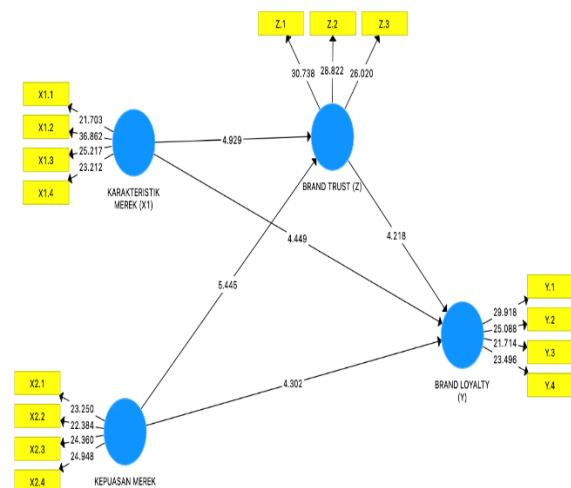 Z.1 Z.2 Z.3
30.738 28.822 26.020
X1.1
X1.2
X1.3
X1.4
21.703
36.862
25.217
23.212
KARAKTERISTIK
MEREK (X1)
4.929
BRAND TRUST (Z)
4.449
4.218
5.445
4.302
Y.1
Y.2
Y.3
Y.4
29.918
25.088
21.714
23.496
BRAND LOYALTY
(Y)
X2.1
X2.2
X2.3
X2.4
23.250
22.384
24.360
24.948
KEPUASAN MEREK